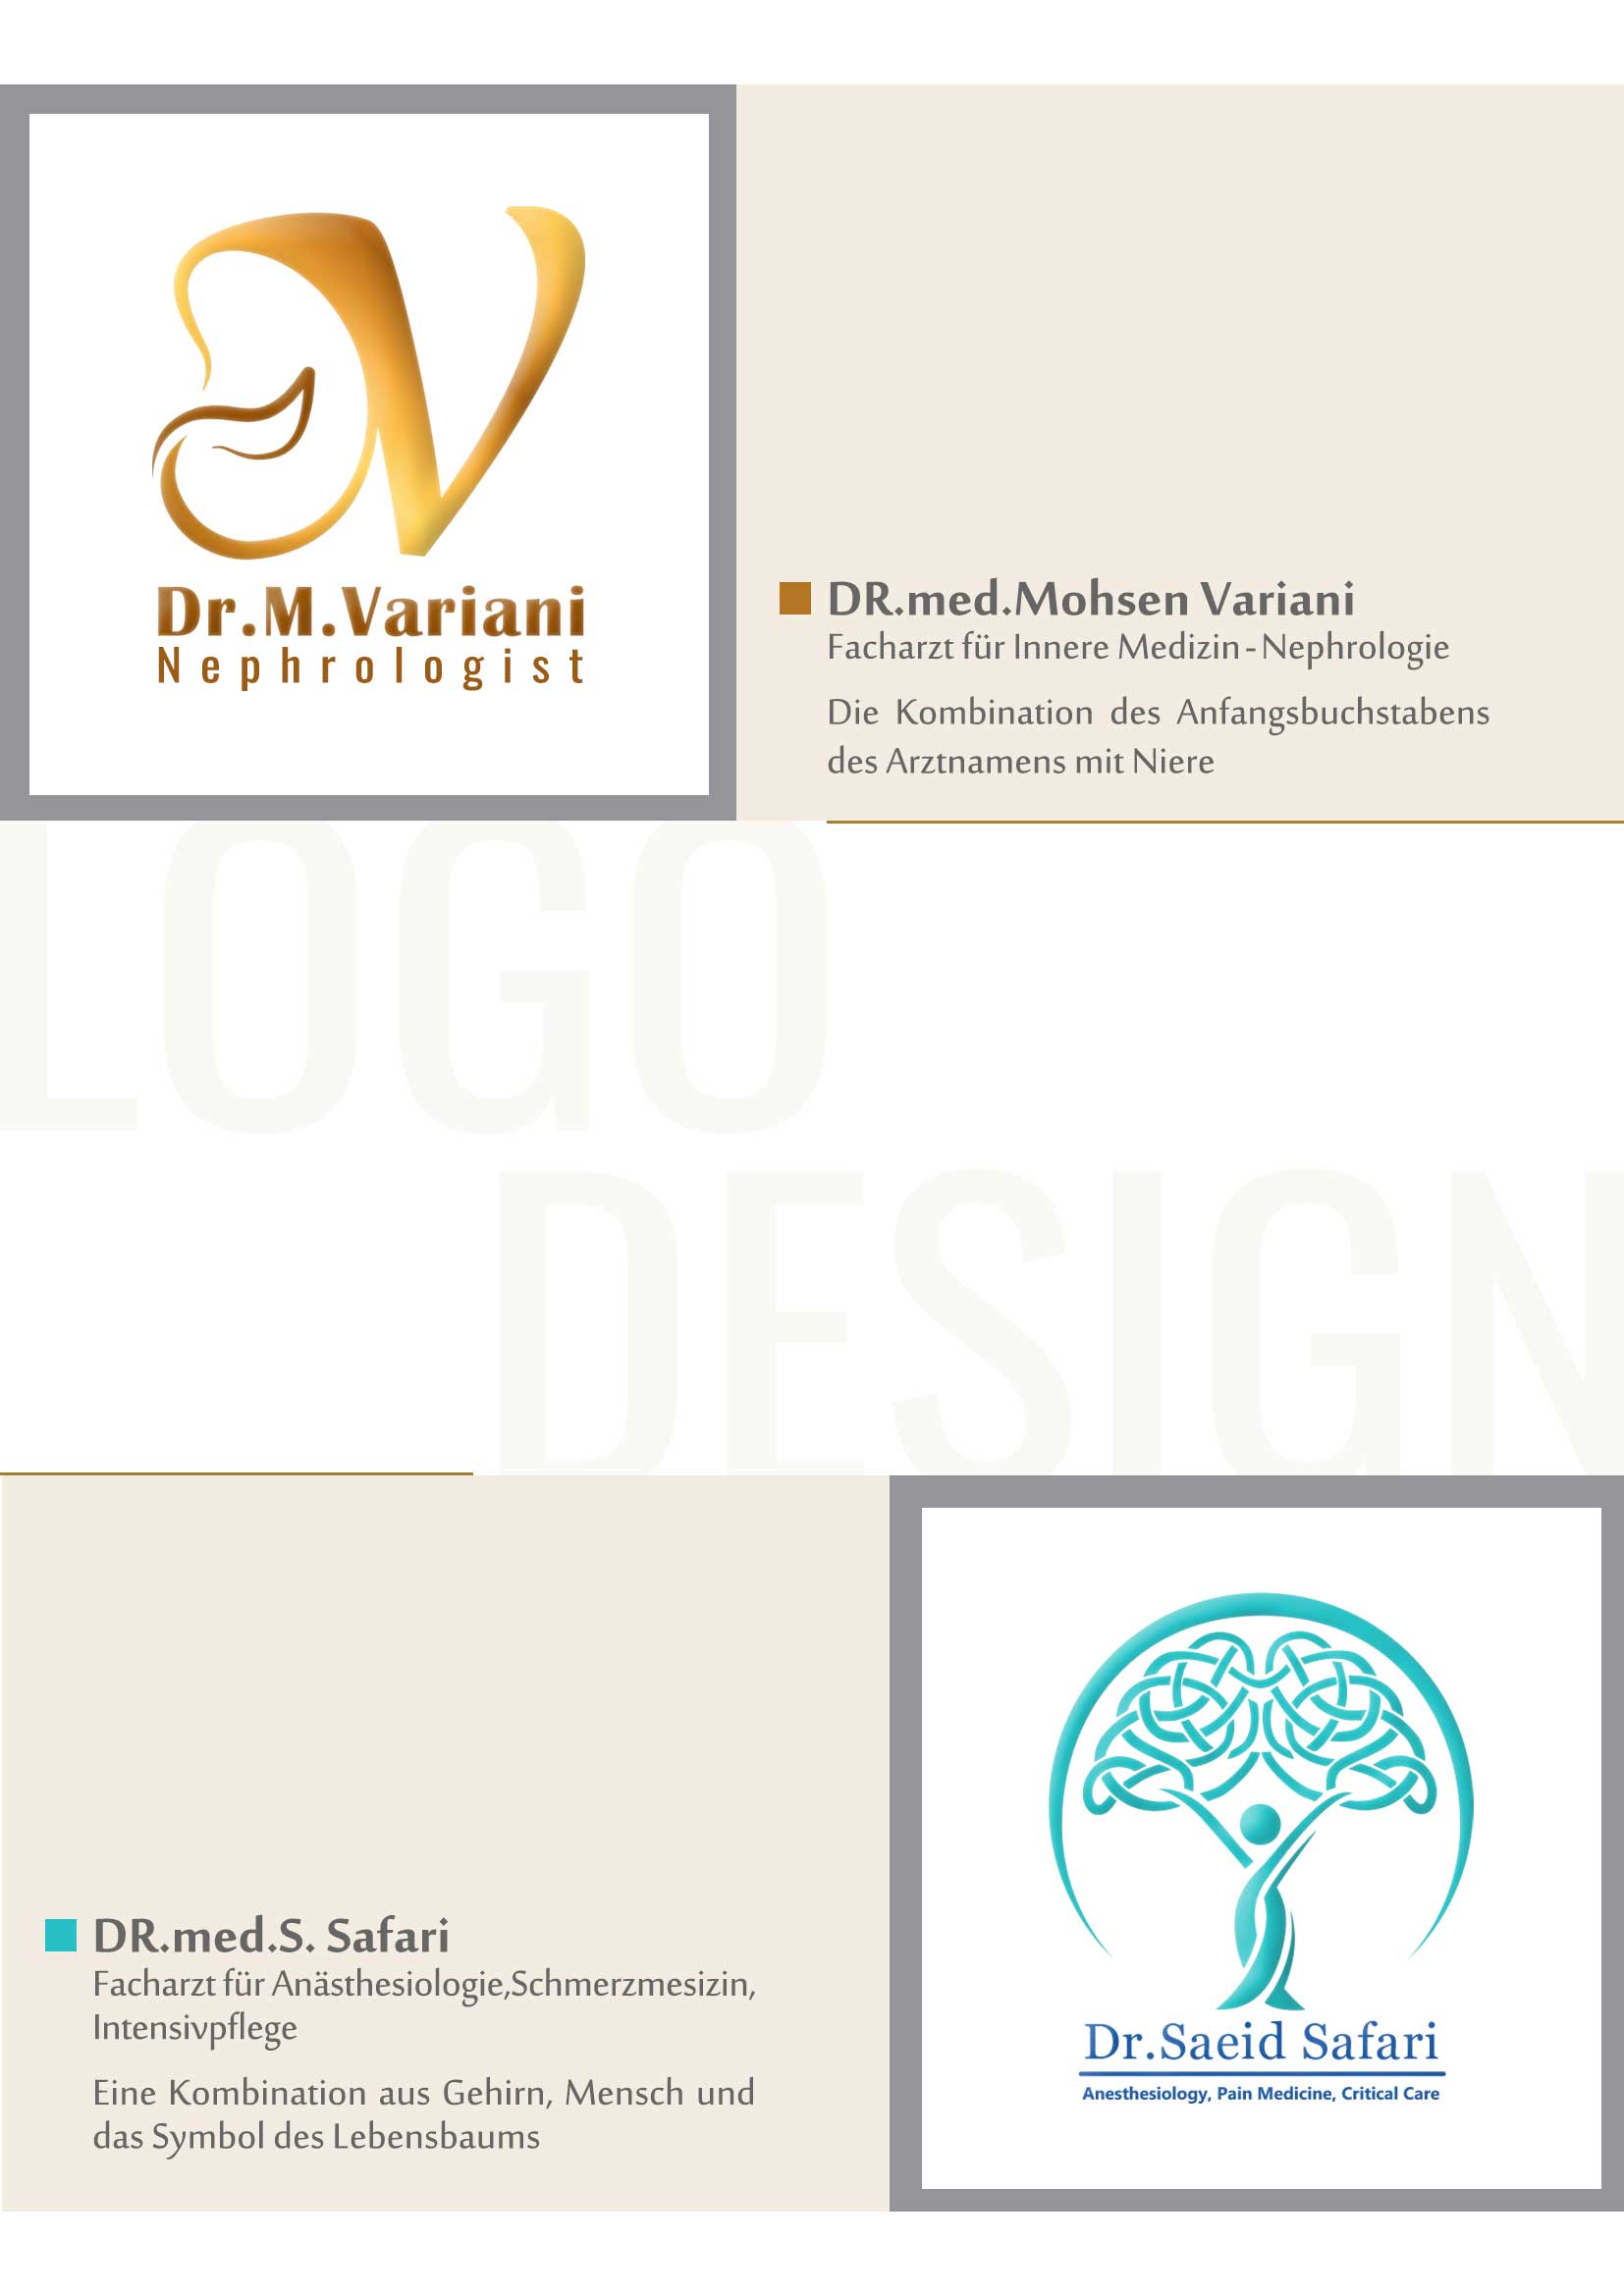 Dr.M.Variani
Nephrologist
DR.med.Mohsen Variani
Facharzt für Innere Medizin-Nephrologie
Die Kombination des Anfangsbuchstabens
des Arztnamens mit Niere
LOGO
DESIGN
DR.med.S. Safari
Facharzt für Anästhesiologie,Schmerzmesizin,
Intensivpflege
Eine Kombination aus Gehirn, Mensch und
das Symbol des Lebensbaums
Dr.Saeid Safari
Anesthesiology, Pain Medicine, Critical Care